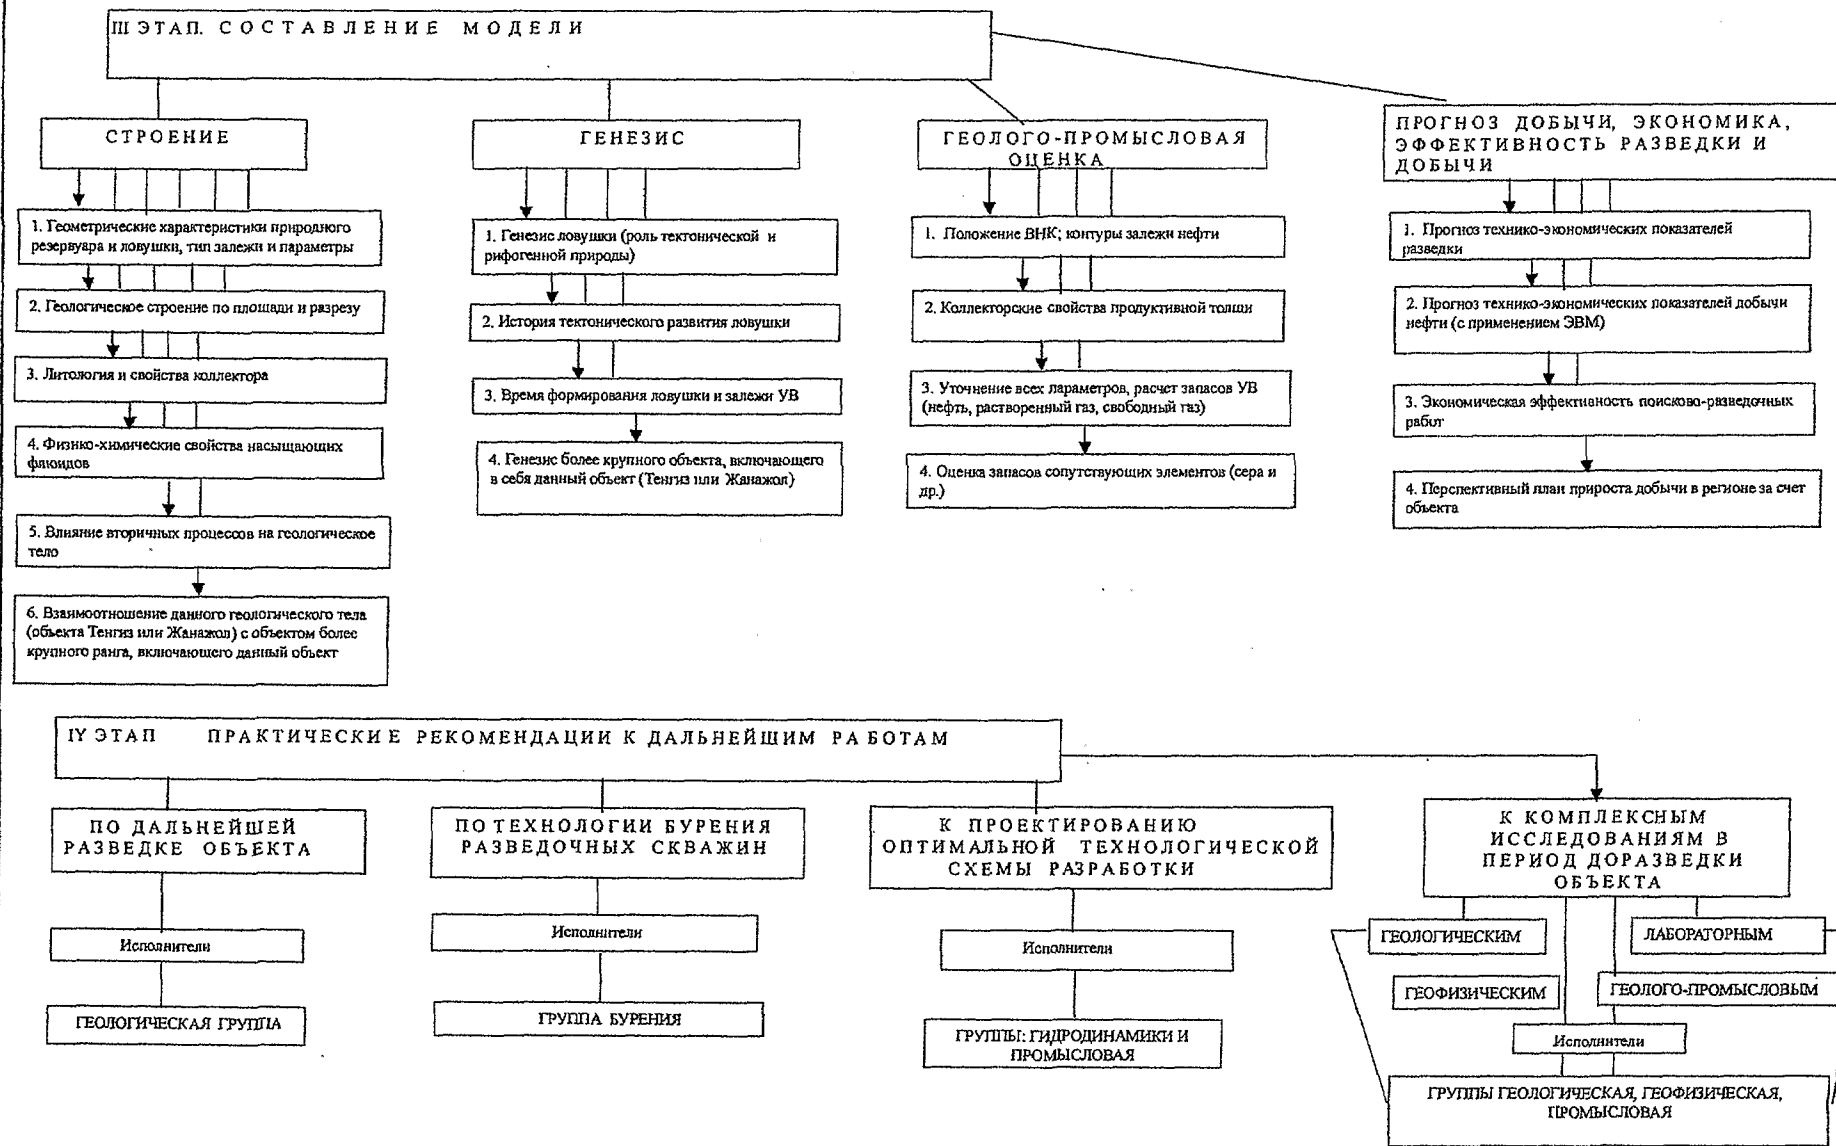 III ЭТАП. СОСТАВЛЕНИЕ МОДЕЛИ
СТРОЕНИЕ
1. Геометрические характеристики природного
резервуара и ловушки, тип залежи и параметры
2. Геологическое строение по площади и разрезу
3. Литология и свойства коллектора
4. Физико-химические свойства насыщающих
флюидов
5. Влияние вторичных процессов на геологическое
тело
6. Взаимоотношение данного геологического тела
(объекта Тенгиз или Жанажол) с объектом более
крупного ранга, включающего данный объект
ГЕНЕЗИС
1. Генезис ловушки (роль тектонической и
рифогенной природы)
2. История тектонического развития ловушки
3. Время формирования ловушки и залежи УВ
4. Генезис более крупного объекта, включающего
в себя данный объект (Тенгиз или Жанажол)
ГЕОЛОГО-ПРОМЫСЛОВАЯ
ОЦЕНКА
1. Положение ВНК; контуры залежи нефти
2. Коллекторские свойства продуктивной толщи
3. Уточнение всех параметров, расчет запасов УВ
(нефть, растворенный газ, свободный газ)
4. Оценка запасов сопутствующих элементов (сера и
др.)
ПРОГНОЗ ДОБЫЧИ, ЭКОНОМИКА,
ЭФФЕКТИВНОСТЬ РАЗВЕДКИ И
ДОБЫЧИ
1. Прогноз технико-экономических показателей
разведки
2. Прогноз технико-экономических показателей добычи
нефти (с применением ЭВМ)
3. Экономическая эффективность поисково-разведочных
работ
4. Перспективный план прироста добычи в регионе за счет
объекта
IY ЭТАП ПРАКТИЧЕСКИЕ РЕКОМЕНДАЦИИ К ДАЛЬНЕЙШИМ РАБОТАМ
ПО ДАЛЬНЕЙШЕЙ
РАЗВЕДКЕ ОБЪЕКТА
Исполнители
ГЕОЛОГИЧЕСКАЯ ГРУППА
ПО ТЕХНОЛОГИИ БУРЕНИЯ
РАЗВЕДОЧНЫХ СКВАЖИН
Исполнители
ГРУППА БУРЕНИЯ
К ПРОЕКТИРОВАНИЮ
ОПТИМАЛЬНОЙ ТЕХНОЛОГИЧЕСКОЙ
СХЕМЫ РАЗРАБОТКИ
Исполнители
ГРУППЫ: ГИДРОДИНАМИКИ И
ПРОМЫСЛОВАЯ
К КОМПЛЕКСНЫМ
ИССЛЕДОВАНИЯМ В
ПЕРИОД ДОРАЗВЕДКИ
ОБЪЕКТА
ГЕОЛОГИЧЕСКИМ
ЛАБОРАТОРНЫМ
ГЕОФИЗИЧЕСКИМ
ГЕОЛОГО-ПРОМЫСЛОВЫМ
Исполнители
ГРУППЫ ГЕОЛОГИЧЕСКАЯ, ГЕОФИЗИЧЕСКАЯ,
ПРОМЫСЛОВАЯ